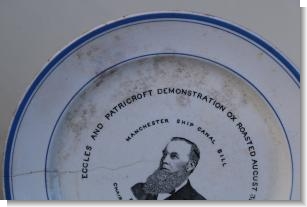 ECCLES AND PATRICROFT DEMONSTRATION OX ROASTED AUGUST
MANCHESTER SHIP CANAL BILL